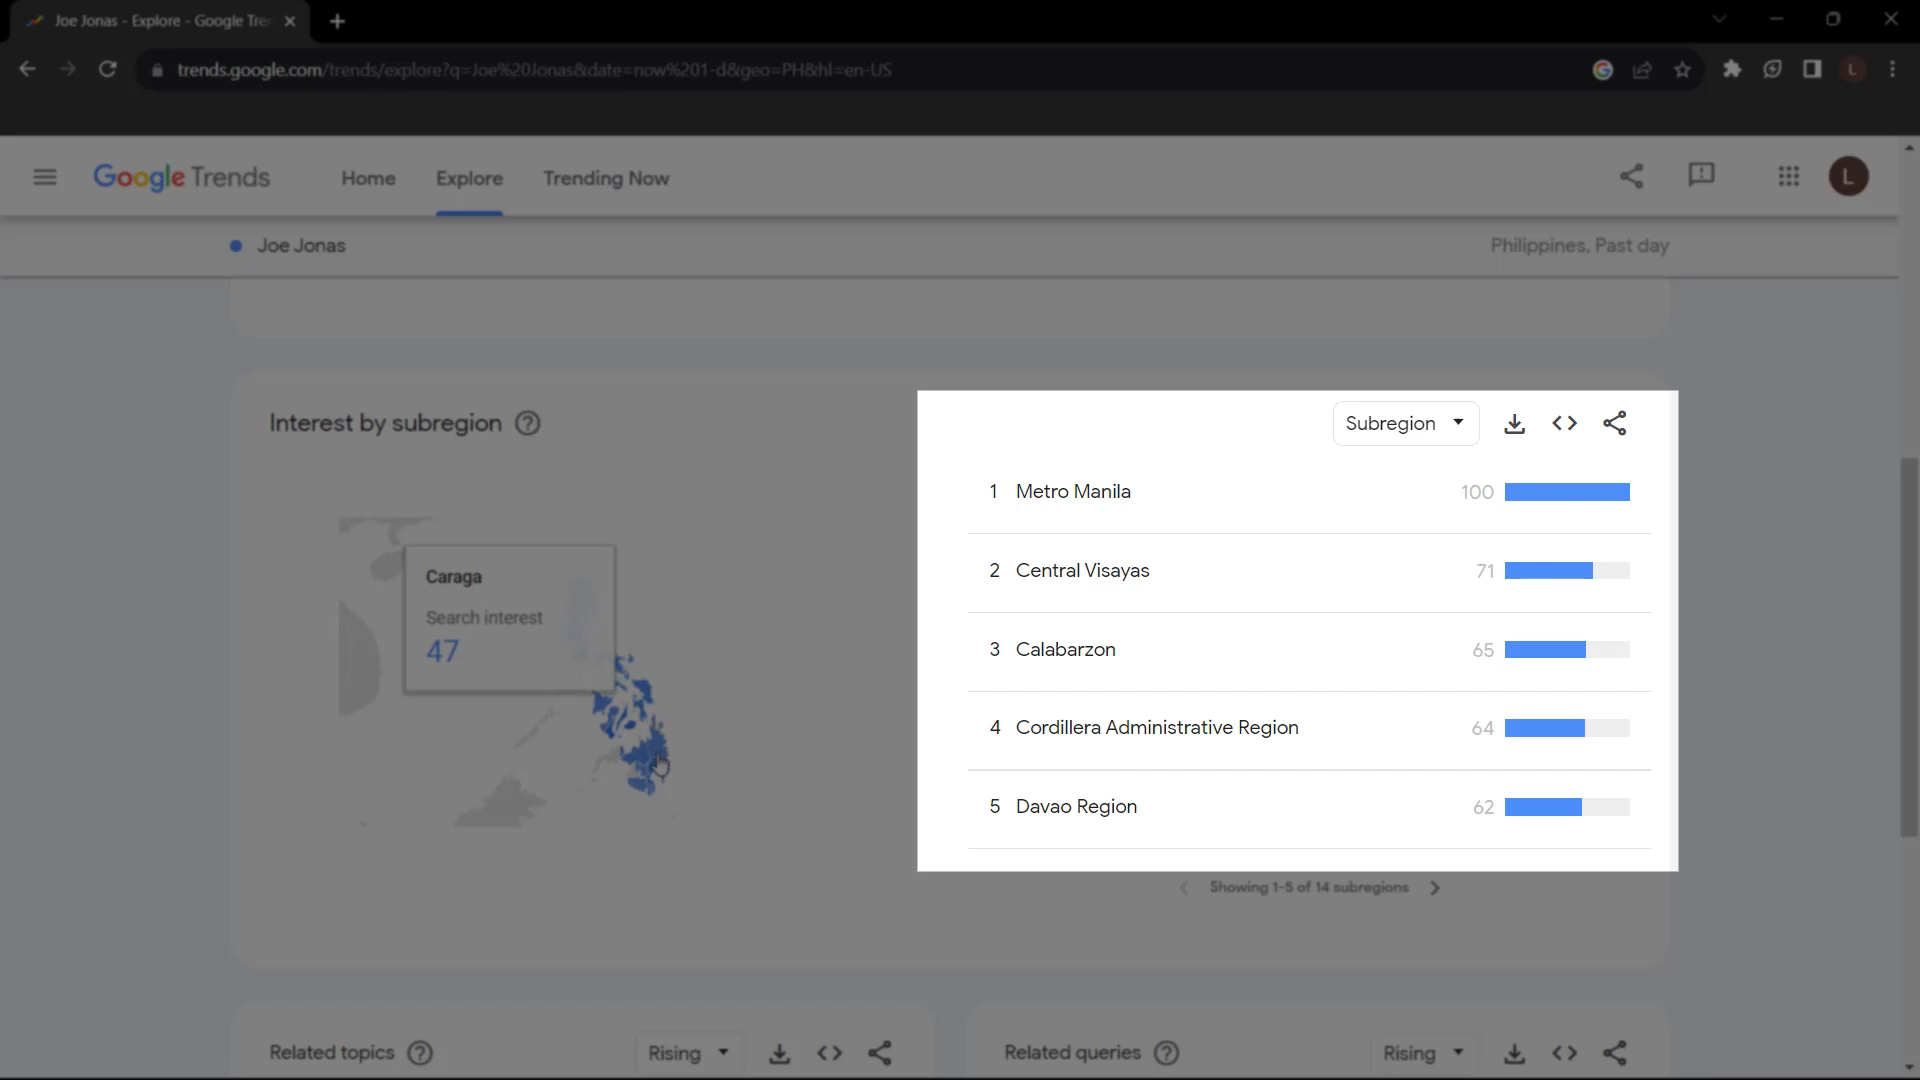 Joe Jonas - Explore - Google Tre
trends.google.com/trends/explore?q=Joe%20Jonas&date=now%201-d&geo=PH&hl=en-US
L
Google Trends
Home
Explore
Trending Now
L
Joe Jonas
Philippines, Past day
Interest by subregion
Subregion
Caraga
Search interest
47
1 Metro Manila 100
2 Central Visayas 71
3 Calabarzon 65
4 Cordillera Administrative Region 64
5 Davao Region 62
Showing 1-5 of 14 subregions
Related topics
Rising
Related queries
Rising